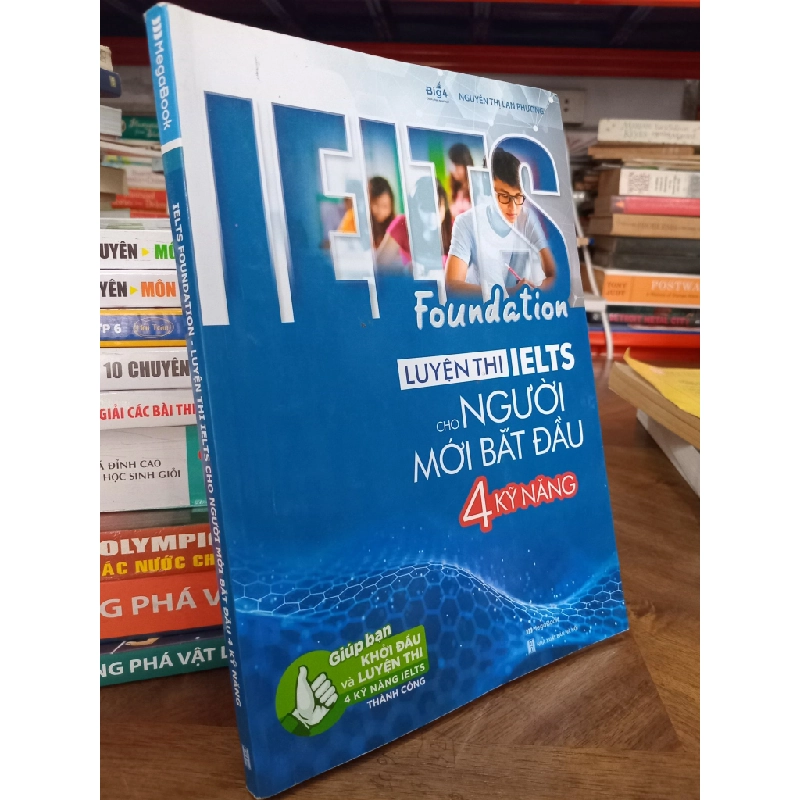 MegaBook
IELTS FOUNDATION - LUYỆN THI IELTS CHO NGƯỜI MỚI BẮT ĐẦU 4 KỸ NĂNG
Big4
NGUYỄN THỊ LAN PHƯƠNG
IELTS
Foundation
LUYỆN THI IELTS
CHO NGƯỜI
MỚI BẮT ĐẦU
4 KỸ NĂNG
Giúp bạn
KHỞI ĐẦU
và LUYỆN THI
4 KỸ NĂNG IELTS
THÀNH CÔNG
MegaBook
UYÊN
YÊN MÔN
10 CHUYÊN
GIẢI CÁC BÀI THI
Á ĐỈNH CAO
HỌC SINH GIỎI
OLYMPI
ÁC NƯỚC CH
G PHÁ V
NG PHÁ VẬT L
POSTWA